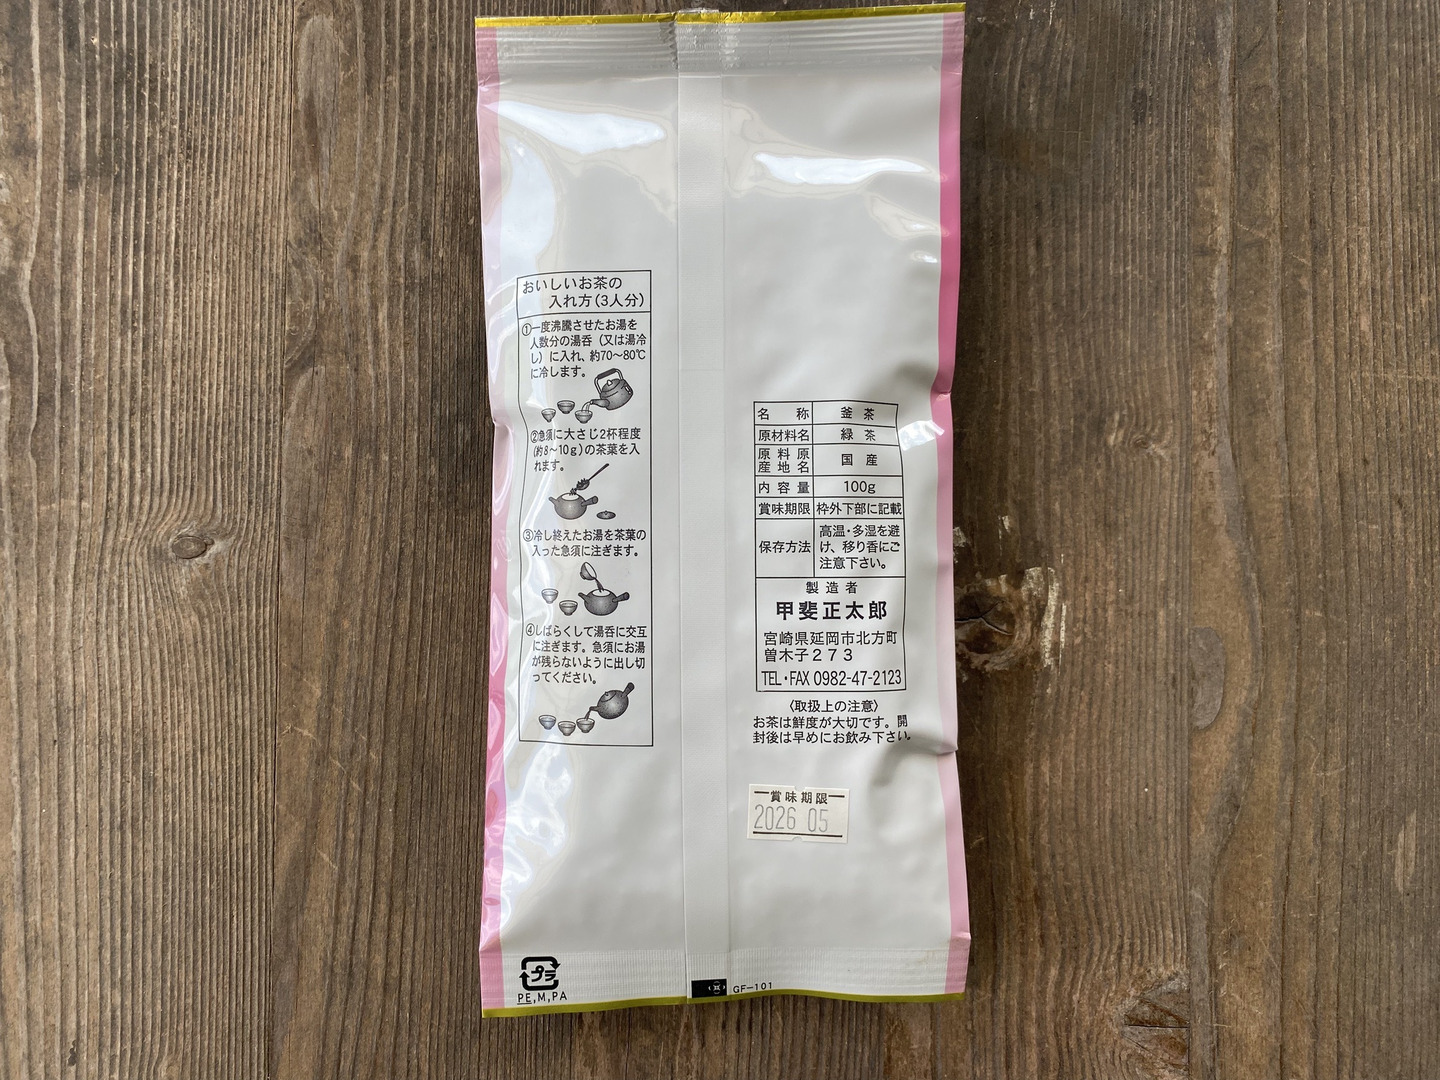 おいしいお茶の
入れ方(3人分)
①一度沸騰させたお湯を
人数分の湯呑(又は湯冷
し)に入れ、約70〜80℃
に冷します。
②急須に大さじ2杯程度
(約8〜10g)の茶葉を入
れます。
③冷し終えたお湯を茶葉の
入った急須に注ぎます。
④しばらくして湯呑に交互
に注ぎます。急須にお湯
が残らないように出し切
ってください。
名称 釜茶
原材料名 緑茶
原料原産地名 国産
内容量 100g
賞味期限 枠外下部に記載
保存方法 高温・多湿を避
け、移り香にご
注意下さい。
製造者
甲斐正太郎
宮崎県延岡市北方町
曽木子273
TEL・FAX 0982-47-2123
〈取扱上の注意〉
お茶は鮮度が大切です。開
封後は早めにお飲み下さい。
賞味期限
2026 05
プラ
PE,M,PA
GF-101